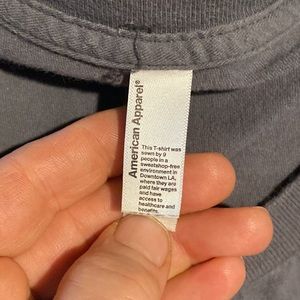 American Apparel®
This T-shirt was
sewn by 9
people in a
sweatshop-free
environment in
Downtown LA,
where they are
paid fair wages
and have
access to
healthcare and
benefits.